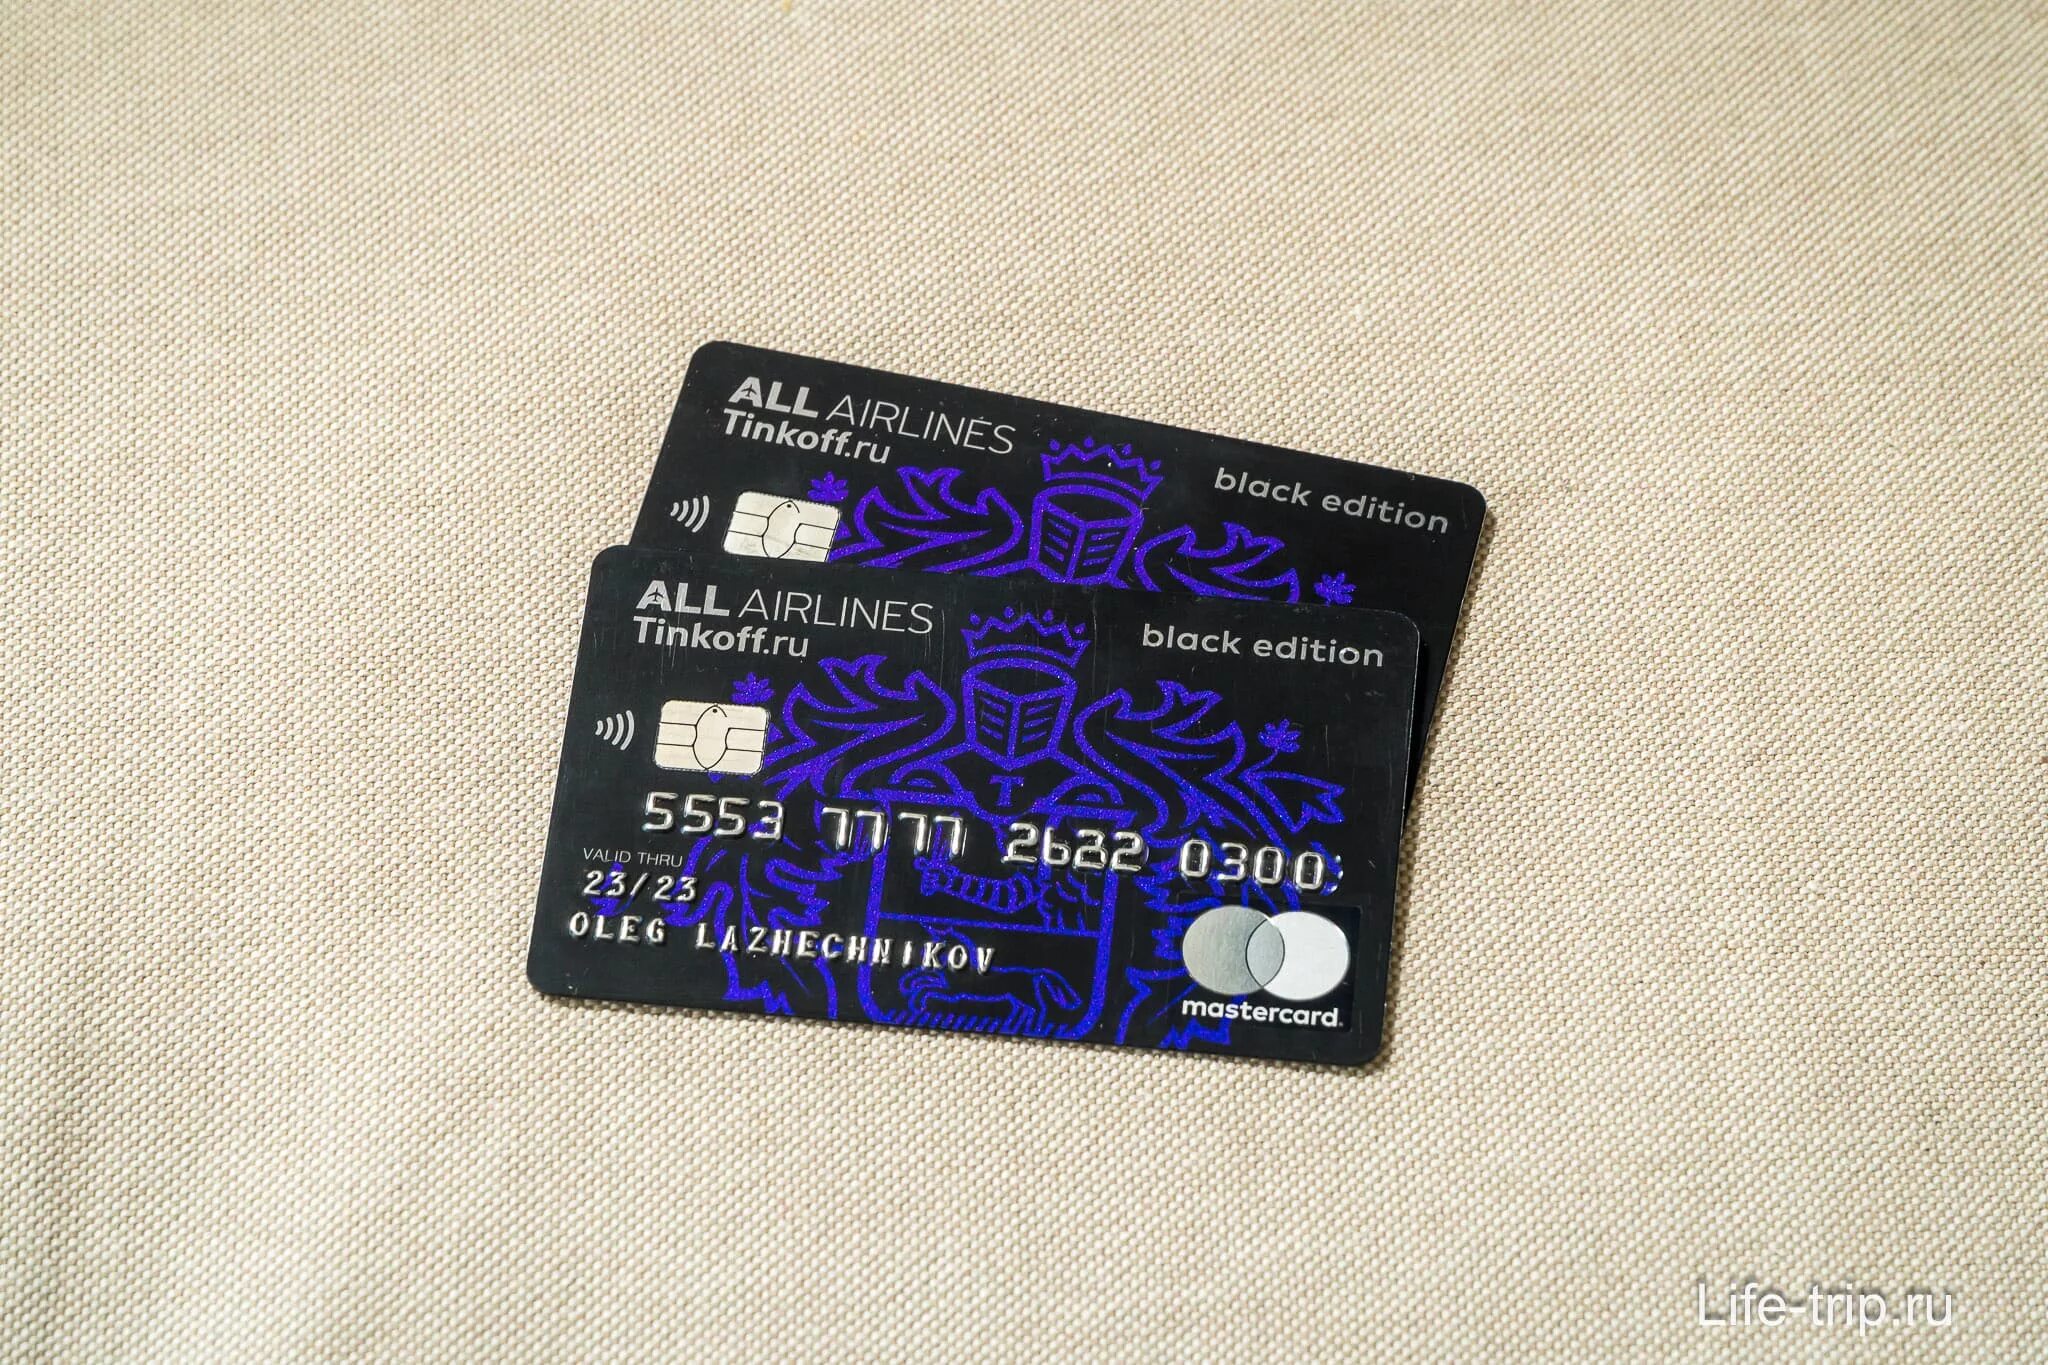 ALL AIRLINES
Tinkoff.ru
black edition
ALL AIRLINES
Tinkoff.ru
black edition
T
5553 7777 2622 0300
VALID THRU
23/23
OLEG LAZHECHNIKOV
mastercard.
Life-trip.ru